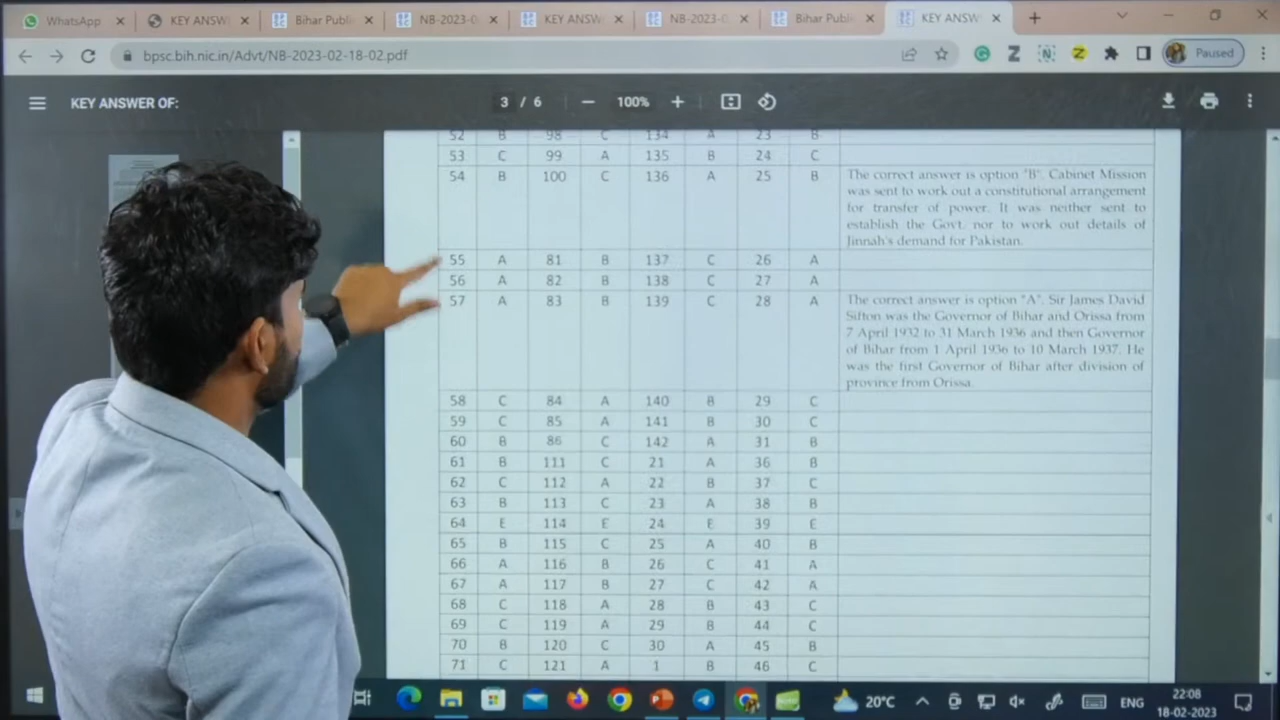 WhatsApp KEY ANSW Bihar Publi NB-2023-0 KEY ANSW NB-2023-0 Bihar Publi KEY ANSW
bpsc.bih.nic.in/Advt/NB-2023-02-18-02.pdf Paused
KEY ANSWER OF: 3 / 6 100%
52 B 98 C 134 A 23 B
53 C 99 A 135 B 24 C
54 B 100 C 136 A 25 B The correct answer is option "B". Cabinet Mission
was sent to work out a constitutional arrangement
for transfer of power. It was neither sent to
establish the Govt. nor to work out details of
Jinnah's demand for Pakistan.
55 A 81 B 137 C 26 A
56 A 82 B 138 C 27 A
57 A 83 B 139 C 28 A The correct answer is option "A". Sir James David
Sifton was the Governor of Bihar and Orissa from
7 April 1932 to 31 March 1936 and then Governor
of Bihar from 1 April 1936 to 10 March 1937. He
was the first Governor of Bihar after division of
province from Orissa.
58 C 84 A 140 B 29 C
59 C 85 A 141 B 30 C
60 B 86 C 142 A 31 B
61 B 111 C 21 A 36 B
62 C 112 A 22 B 37 C
63 B 113 C 23 A 38 B
64 E 114 E 24 E 39 E
65 B 115 C 25 A 40 B
66 A 116 B 26 C 41 A
67 A 117 B 27 C 42 A
68 C 118 A 28 B 43 C
69 C 119 A 29 B 44 C
70 B 120 C 30 A 45 B
71 C 121 A 1 B 46 C
20°C ENG 22:08
18-02-2023